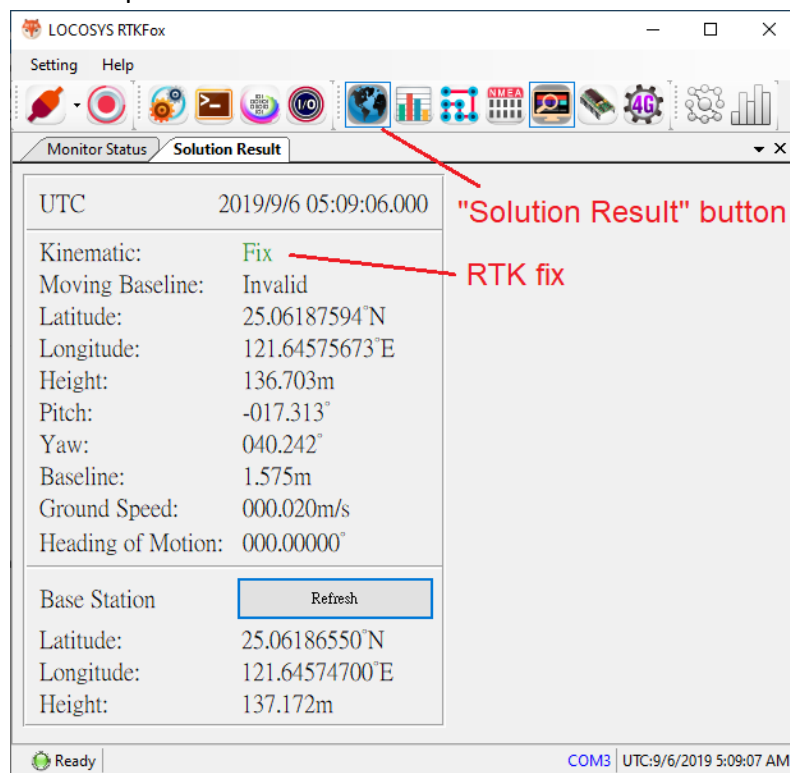 LOCOSYS RTKFox
Setting Help
NMEA
4G
Monitor Status Solution Result
UTC 2019/9/6 05:09:06.000
"Solution Result" button
Kinematic: Fix
RTK fix
Moving Baseline: Invalid
Latitude: 25.06187594°N
Longitude: 121.64575673°E
Height: 136.703m
Pitch: -017.313°
Yaw: 040.242°
Baseline: 1.575m
Ground Speed: 000.020m/s
Heading of Motion: 000.00000°
Base Station Refresh
Latitude: 25.06186550°N
Longitude: 121.64574700°E
Height: 137.172m
Ready COM3 UTC:9/6/2019 5:09:07 AM